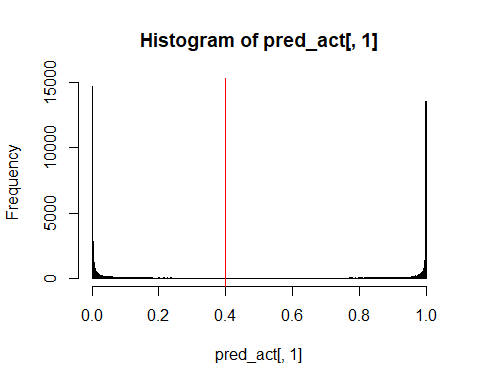 Histogram of pred_act[, 1]
Frequency
15000
10000
5000
0
0.0 0.2 0.4 0.6 0.8 1.0
pred_act[, 1]